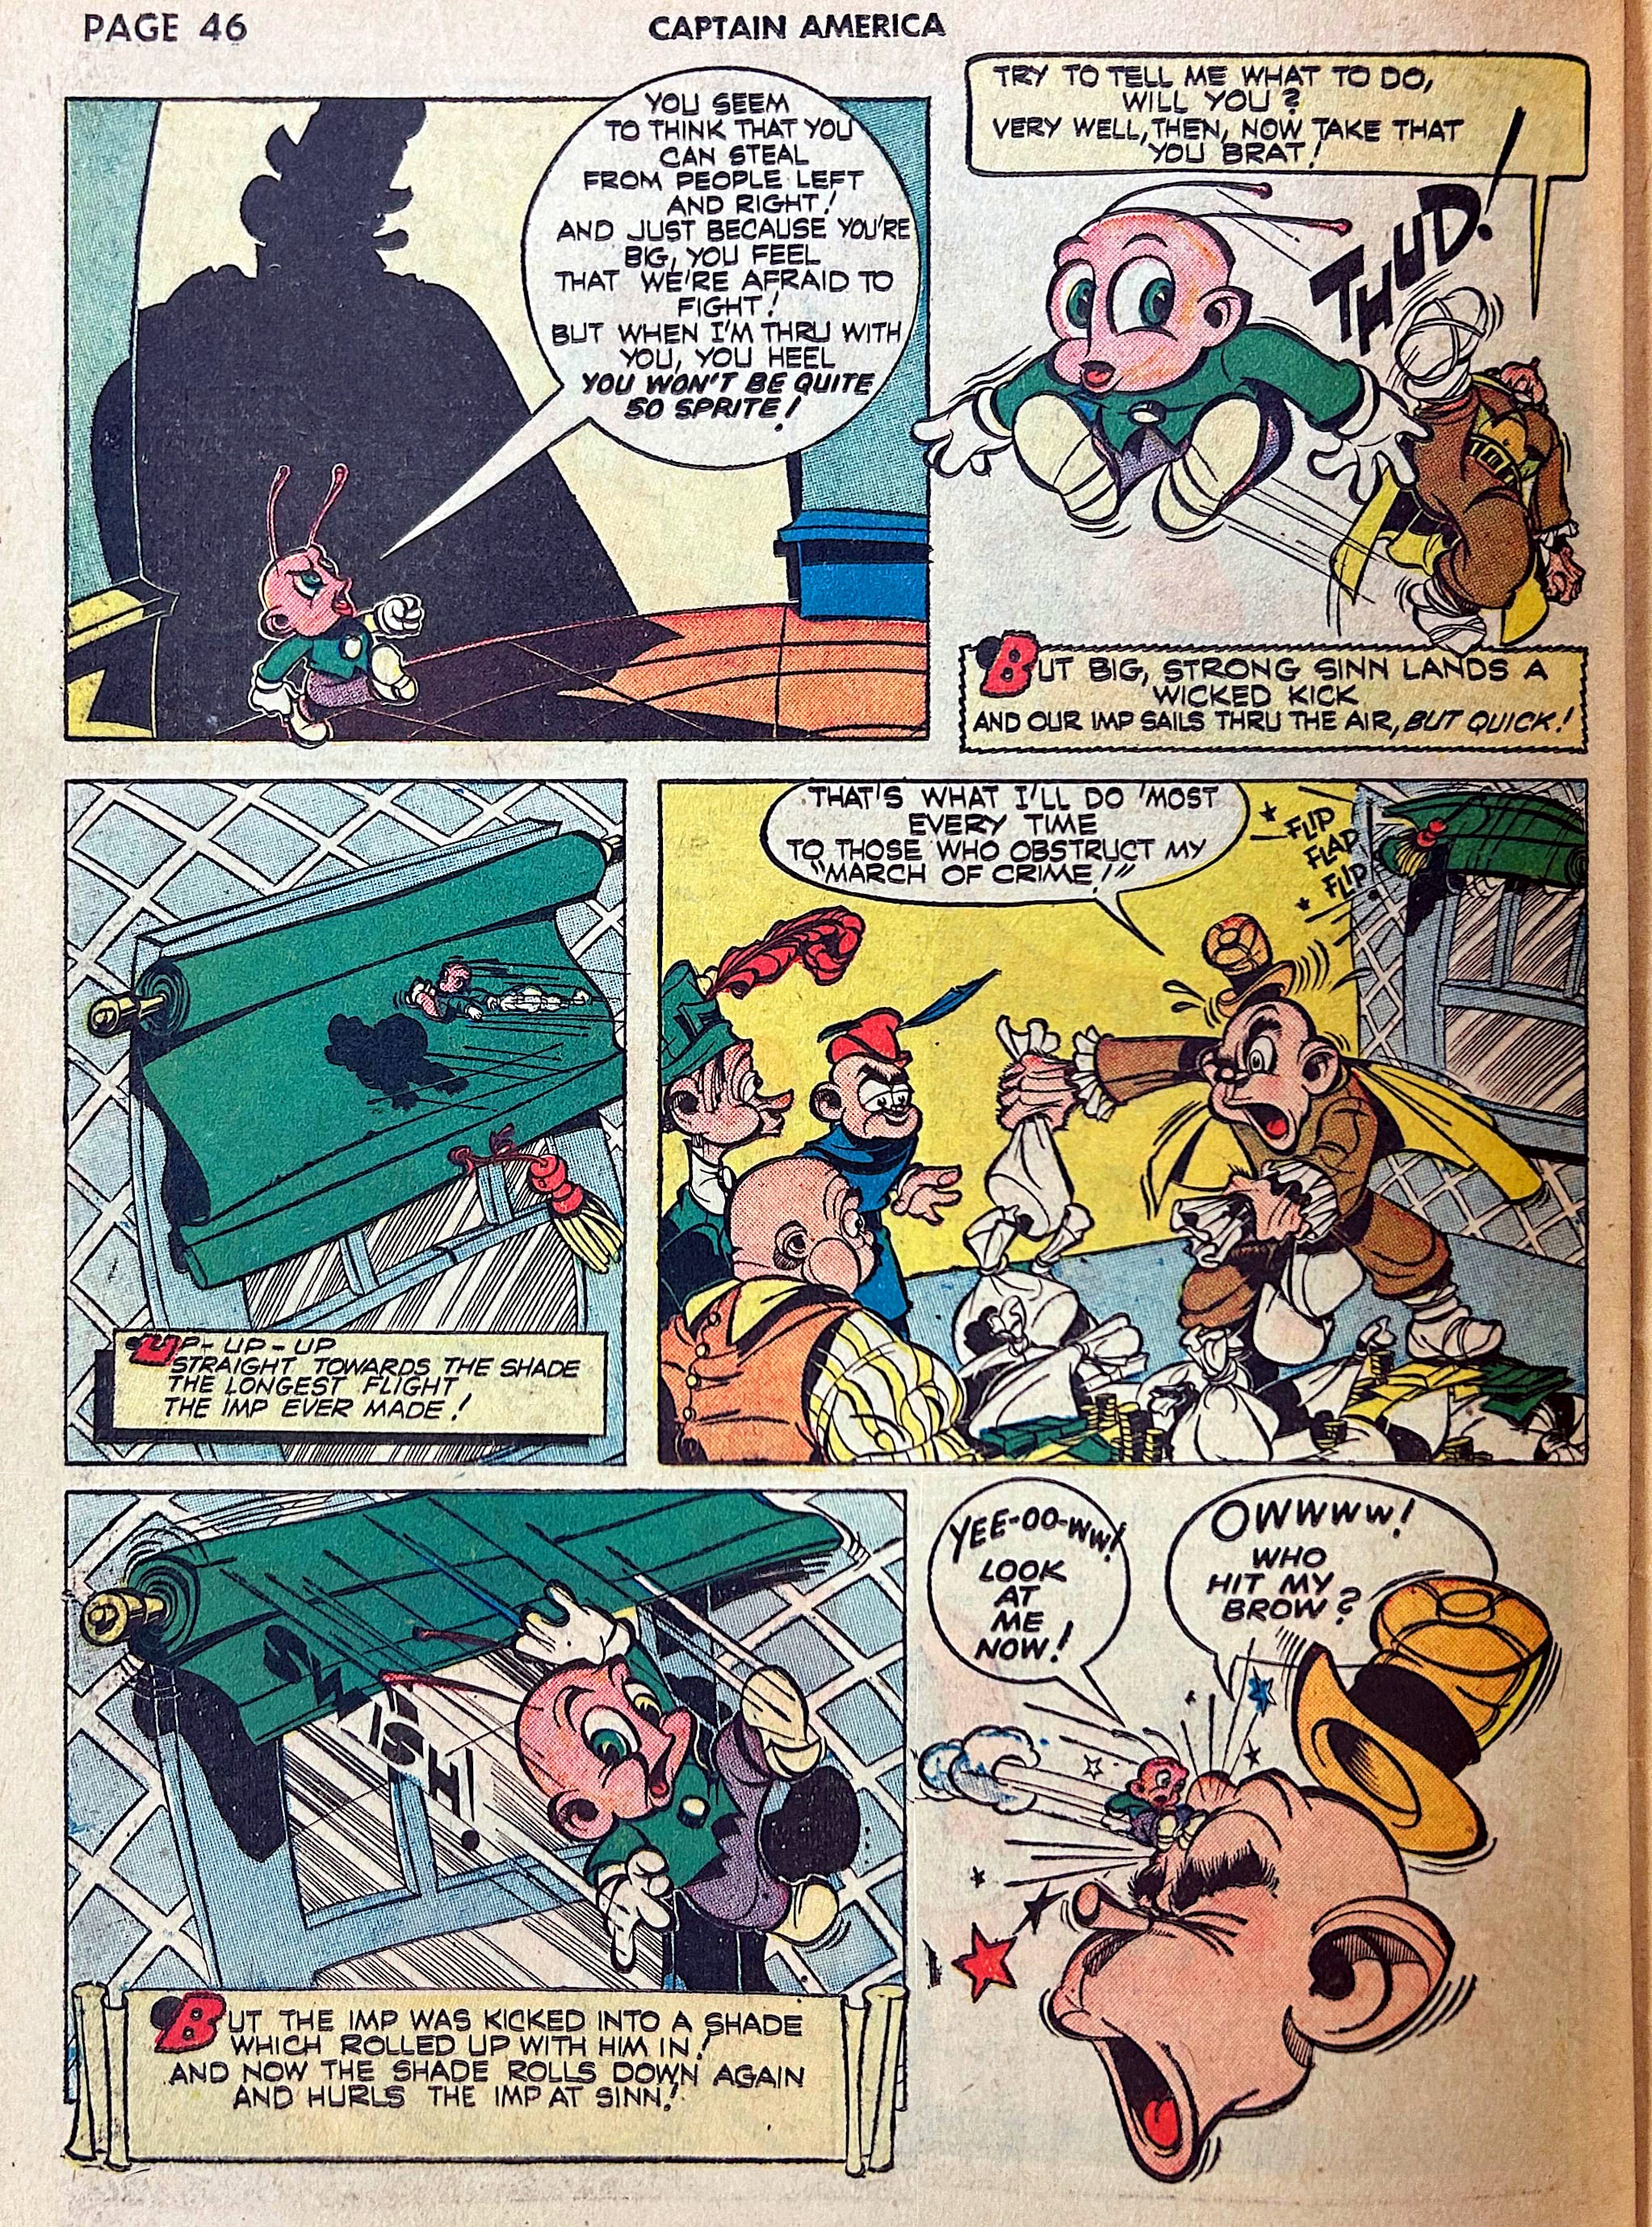 PAGE 46
CAPTAIN AMERICA
YOU SEEM
TO THINK THAT YOU
CAN STEAL
FROM PEOPLE LEFT
AND RIGHT!
AND JUST BECAUSE YOU'RE
BIG, YOU FEEL
THAT WE'RE AFRAID TO
FIGHT!
BUT WHEN I'M THRU WITH
YOU, YOU HEEL
YOU WON'T BE QUITE
SO SPRITE!
TRY TO TELL ME WHAT TO DO,
WILL YOU?
VERY WELL, THEN, NOW TAKE THAT
YOU BRAT!
THUD!
BUT BIG, STRONG SINN LANDS A
WICKED KICK
AND OUR IMP SAILS THRU THE AIR, BUT QUICK!
UP-UP-UP
STRAIGHT TOWARDS THE SHADE
THE LONGEST FLIGHT
THE IMP EVER MADE!
THAT'S WHAT I'LL DO 'MOST
EVERY TIME
TO THOSE WHO OBSTRUCT MY
"MARCH OF CRIME!"
FLIP
FLAP
FLIP!
SWISH!
BUT THE IMP WAS KICKED INTO A SHADE
WHICH ROLLED UP WITH HIM IN!
AND NOW THE SHADE ROLLS DOWN AGAIN
AND HURLS THE IMP AT SINN!
YEE-OO-WW!
LOOK
AT
ME
NOW!
OWWWW!
WHO
HIT MY
BROW?